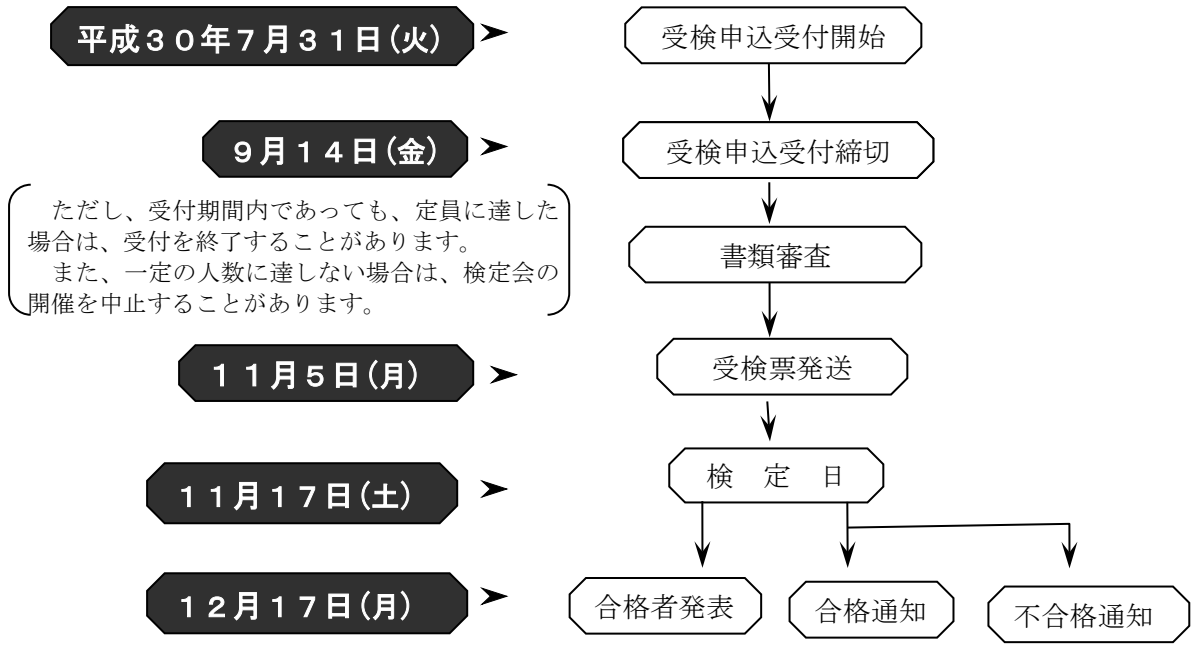 平成３０年７月３１日(火)
受検申込受付開始
９月１４日(金)
受検申込受付締切
ただし、受付期間内であっても、定員に達した
場合は、受付を終了することがあります。
また、一定の人数に達しない場合は、検定会の
開催を中止することがあります。
書類審査
１１月５日(月)
受検票発送
１１月１７日(土)
検　定　日
１２月１７日(月)
合格者発表
合格通知
不合格通知